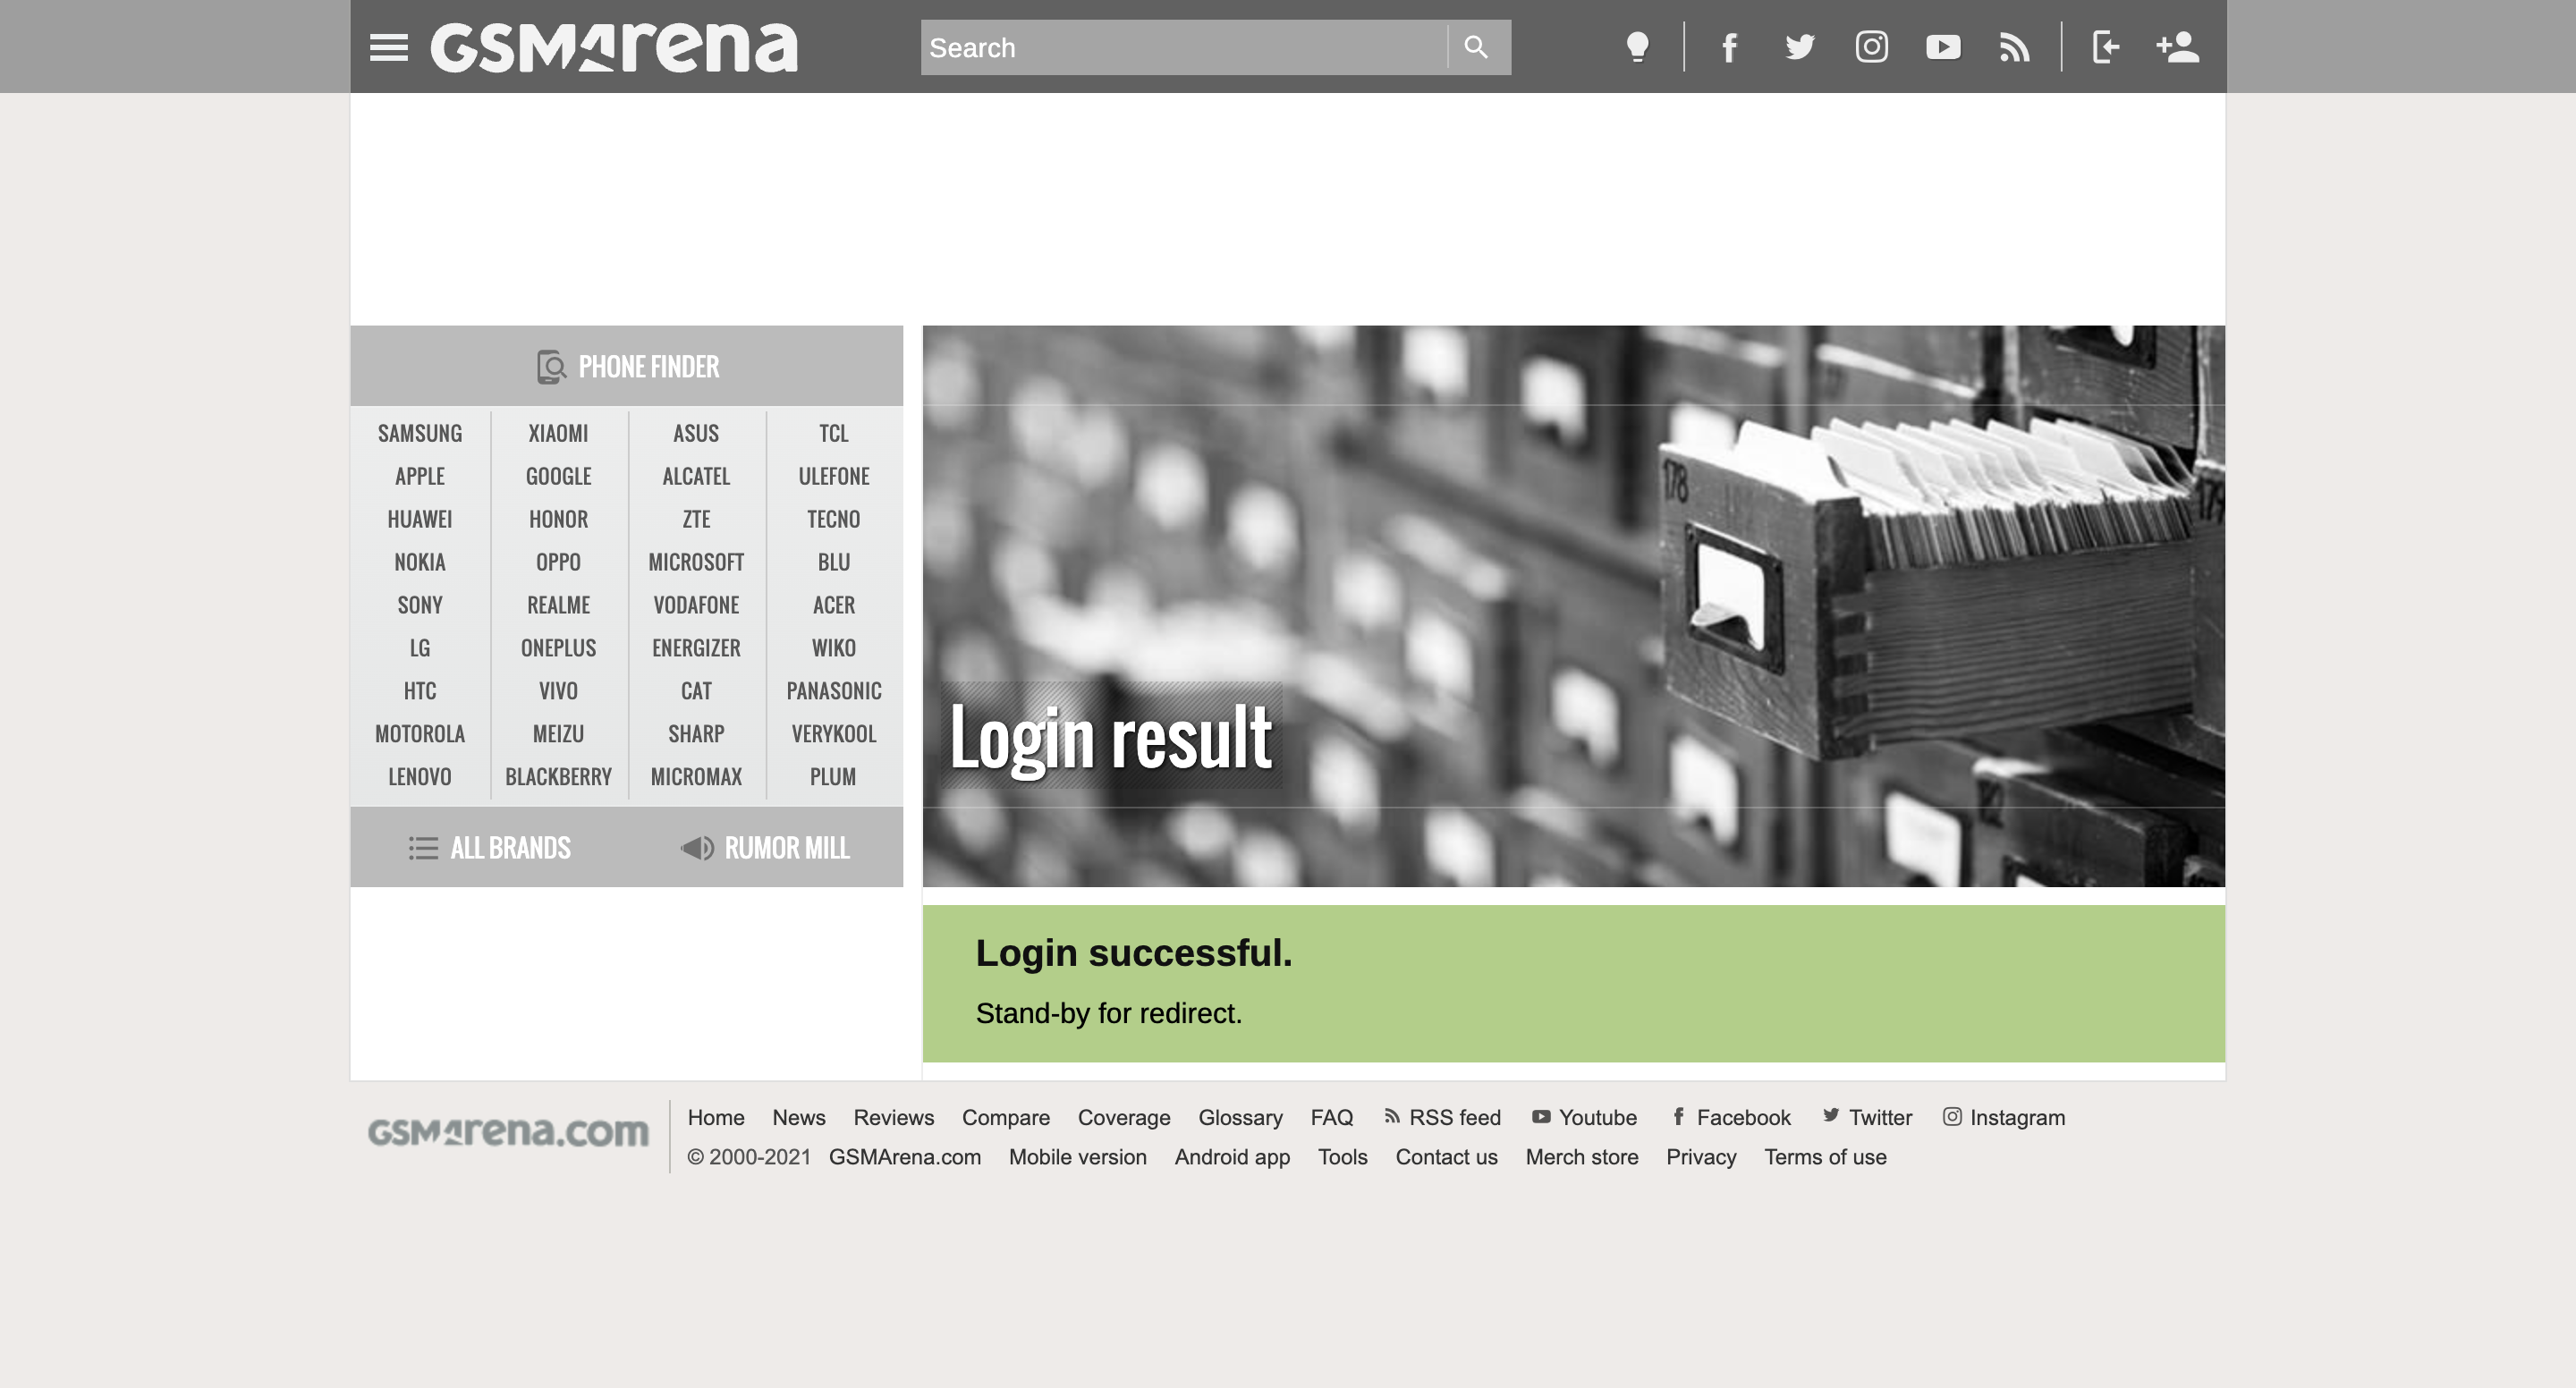 GSMArena
Search
PHONE FINDER
SAMSUNG XIAOMI ASUS TCL
APPLE GOOGLE ALCATEL ULEFONE
HUAWEI HONOR ZTE TECNO
NOKIA OPPO MICROSOFT BLU
SONY REALME VODAFONE ACER
LG ONEPLUS ENERGIZER WIKO
HTC VIVO CAT PANASONIC
MOTOROLA MEIZU SHARP VERYKOOL
LENOVO BLACKBERRY MICROMAX PLUM
ALL BRANDS RUMOR MILL
178
Login result
Login successful.
Stand-by for redirect.
GSMArena.com
Home News Reviews Compare Coverage Glossary FAQ RSS feed Youtube Facebook Twitter Instagram
© 2000-2021 GSMArena.com Mobile version Android app Tools Contact us Merch store Privacy Terms of use